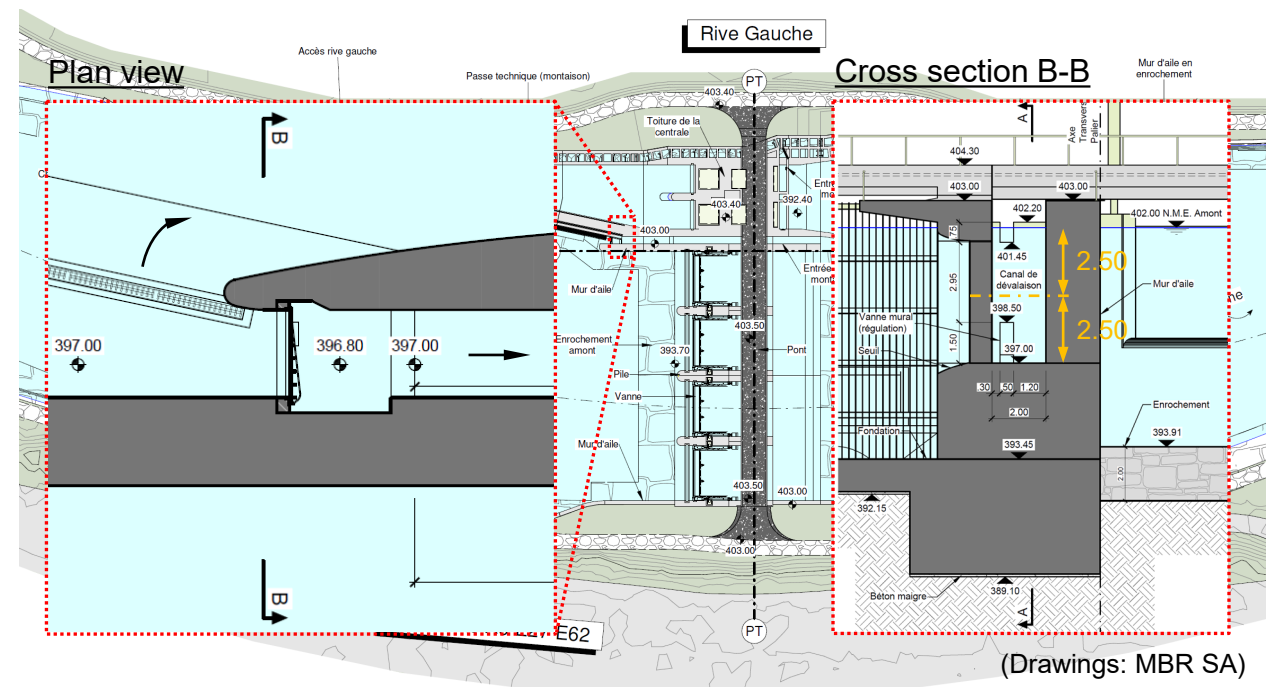 Rive Gauche
Accès rive gauche
Passe technique (montaison)
Mur d'aile en
enrochement
Plan view
Cross section B-B
PT
403.40
Toiture de la
centrale
403.40
392.40
403.00
Mur d'aile
Enrochement
amont
393.70
Pile
Vanne
Mur d'aile
403.50
Pont
403.50
403.00
403.00
PT
E62
B
397.00
396.80
397.00
B
A
Axe
Transvers
Palier
404.30
403.00
403.00
402.20
402.00 N.M.E. Amont
75
401.45
2.50
2.95
Canal de
dévalaison
Mur d'aile
398.50
Vanne mural
(régulation)
2.50
1.50
397.00
Seuil
.30
.50
1.20
2.00
Enrochement
393.91
Fondation
393.45
2.00
392.15
Béton maigre
389.10
A
(Drawings: MBR SA)